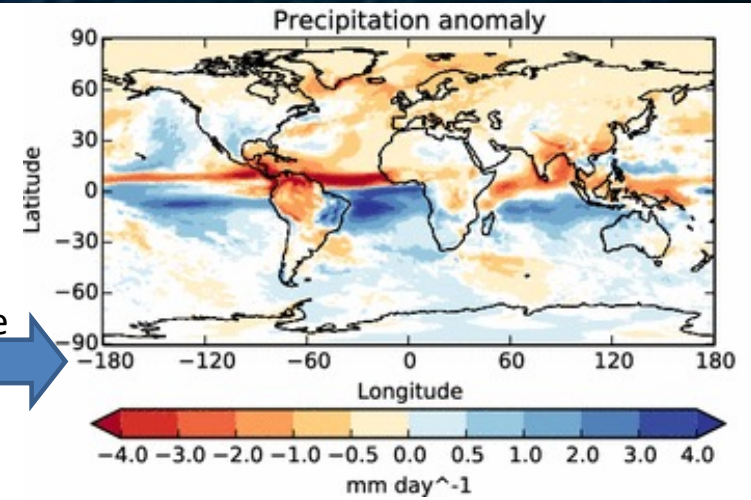 Precipitation anomaly
90
60
30
0
−30
−60
−90
Latitude
e
−180 −120 −60 0 60 120 180
Longitude
−4.0 −3.0 −2.0 −1.0 −0.5 0.0 0.5 1.0 2.0 3.0 4.0
mm day^-1